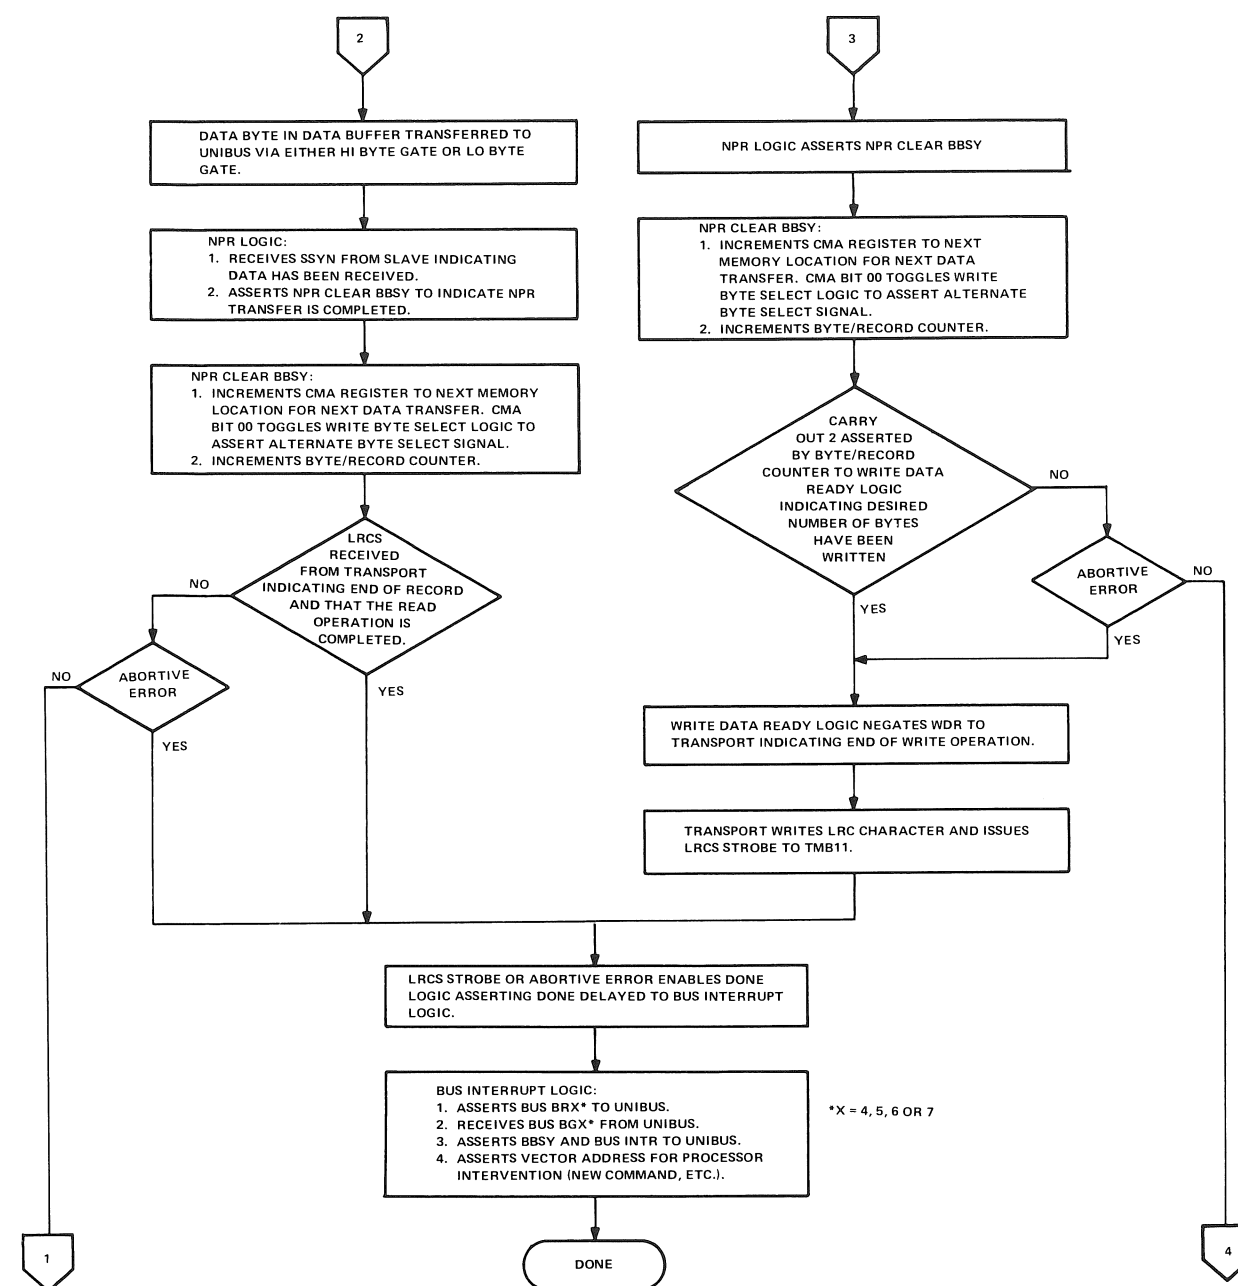 2
DATA BYTE IN DATA BUFFER TRANSFERRED TO
UNIBUS VIA EITHER HI BYTE GATE OR LO BYTE
GATE.
NPR LOGIC:
1. RECEIVES SSYN FROM SLAVE INDICATING
DATA HAS BEEN RECEIVED.
2. ASSERTS NPR CLEAR BBSY TO INDICATE NPR
TRANSFER IS COMPLETED.
NPR CLEAR BBSY:
1. INCREMENTS CMA REGISTER TO NEXT MEMORY
LOCATION FOR NEXT DATA TRANSFER. CMA
BIT 00 TOGGLES WRITE BYTE SELECT LOGIC TO
ASSERT ALTERNATE BYTE SELECT SIGNAL.
2. INCREMENTS BYTE/RECORD COUNTER.
LRCS
RECEIVED
FROM TRANSPORT
INDICATING END OF RECORD
AND THAT THE READ
OPERATION IS
COMPLETED.
NO
YES
ABORTIVE
ERROR
NO
YES
3
NPR LOGIC ASSERTS NPR CLEAR BBSY
NPR CLEAR BBSY:
1. INCREMENTS CMA REGISTER TO NEXT
MEMORY LOCATION FOR NEXT DATA
TRANSFER. CMA BIT 00 TOGGLES WRITE
BYTE SELECT LOGIC TO ASSERT ALTERNATE
BYTE SELECT SIGNAL.
2. INCREMENTS BYTE/RECORD COUNTER.
CARRY
OUT 2 ASSERTED
BY BYTE/RECORD
COUNTER TO WRITE DATA
READY LOGIC
INDICATING DESIRED
NUMBER OF BYTES
HAVE BEEN
WRITTEN
NO
YES
ABORTIVE
ERROR
NO
YES
WRITE DATA READY LOGIC NEGATES WDR TO
TRANSPORT INDICATING END OF WRITE OPERATION.
TRANSPORT WRITES LRC CHARACTER AND ISSUES
LRCS STROBE TO TMB11.
LRCS STROBE OR ABORTIVE ERROR ENABLES DONE
LOGIC ASSERTING DONE DELAYED TO BUS INTERRUPT
LOGIC.
BUS INTERRUPT LOGIC:
1. ASSERTS BUS BRX* TO UNIBUS.
2. RECEIVES BUS BGX* FROM UNIBUS.
3. ASSERTS BBSY AND BUS INTR TO UNIBUS.
4. ASSERTS VECTOR ADDRESS FOR PROCESSOR
INTERVENTION (NEW COMMAND, ETC.).
*X = 4, 5, 6 OR 7
1
DONE
4